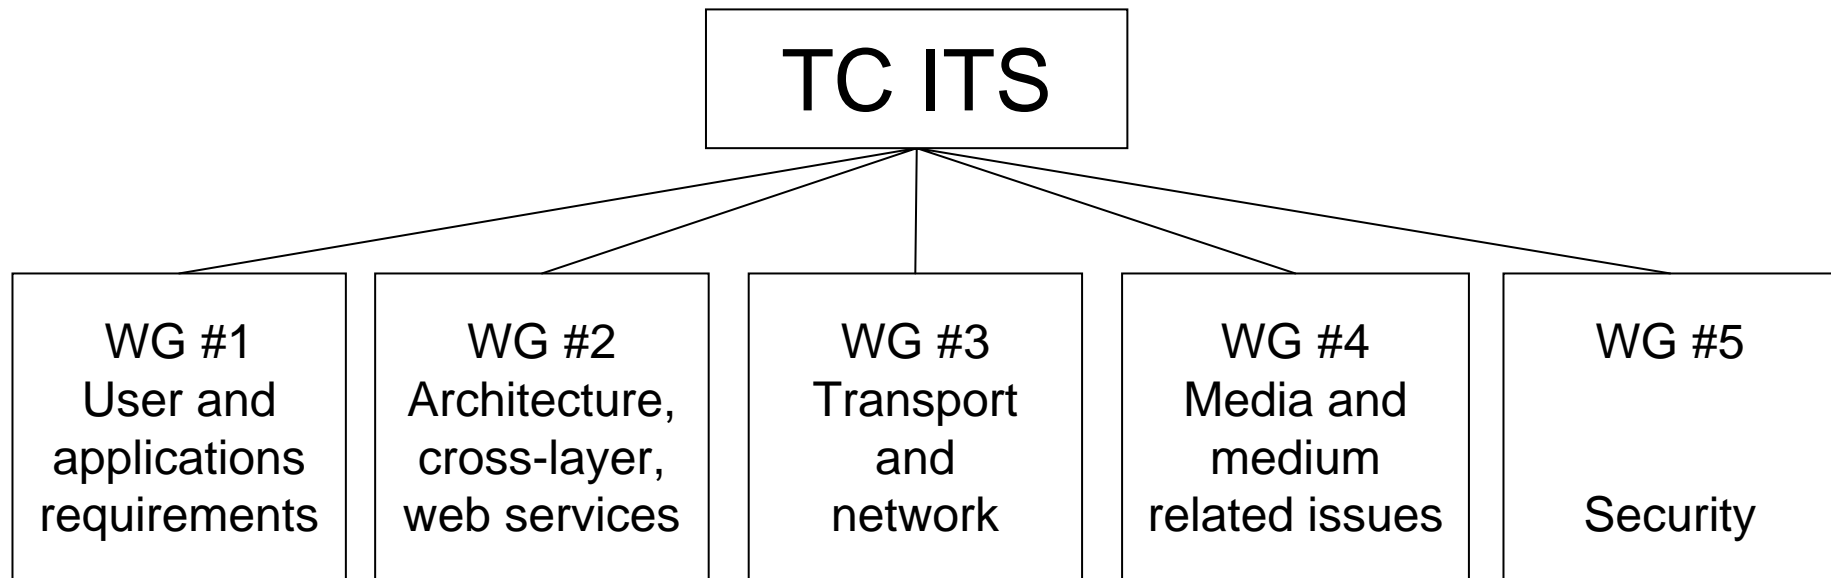 TC ITS
WG #1
User and
applications
requirements
WG #2
Architecture,
cross-layer,
web services
WG #3
Transport
and
network
WG #4
Media and
medium
related issues
WG #5
Security